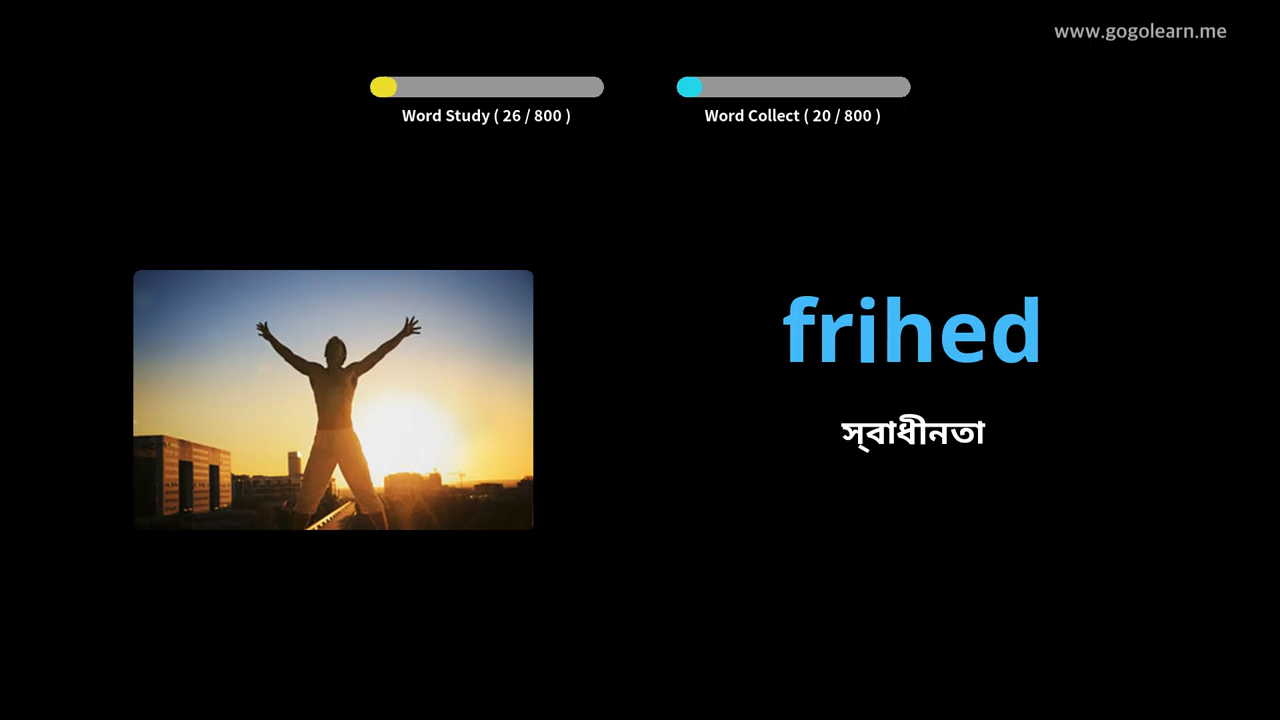 www.gogolearn.me
Word Study ( 26 / 800 )
Word Collect ( 20 / 800 )
frihed
স্বাধীনতা